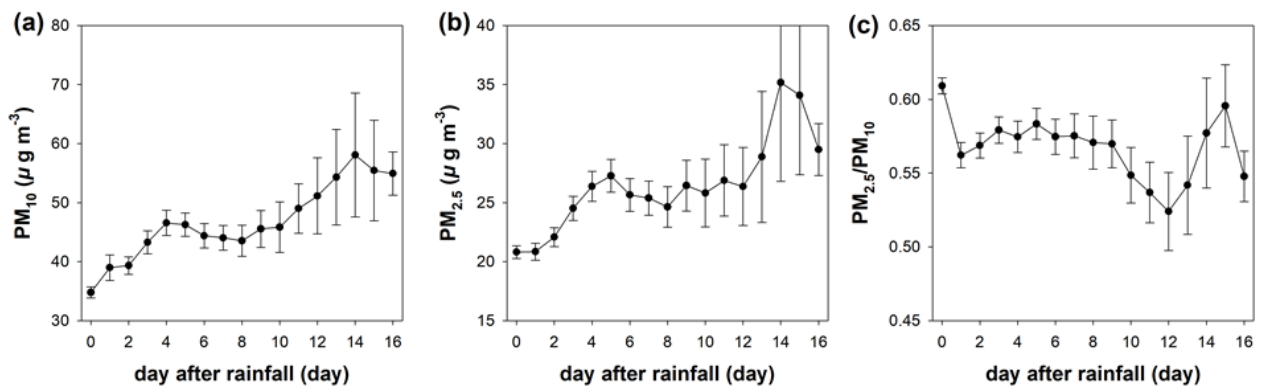 (a)
PM10 (µ g m-3)
80
70
60
50
40
30
0 2 4 6 8 10 12 14 16
day after rainfall (day)
(b)
PM2.5 (µ g m-3)
40
35
30
25
20
15
0 2 4 6 8 10 12 14 16
day after rainfall (day)
(c)
PM2.5/PM10
0.65
0.60
0.55
0.50
0.45
0 2 4 6 8 10 12 14 16
day after rainfall (day)